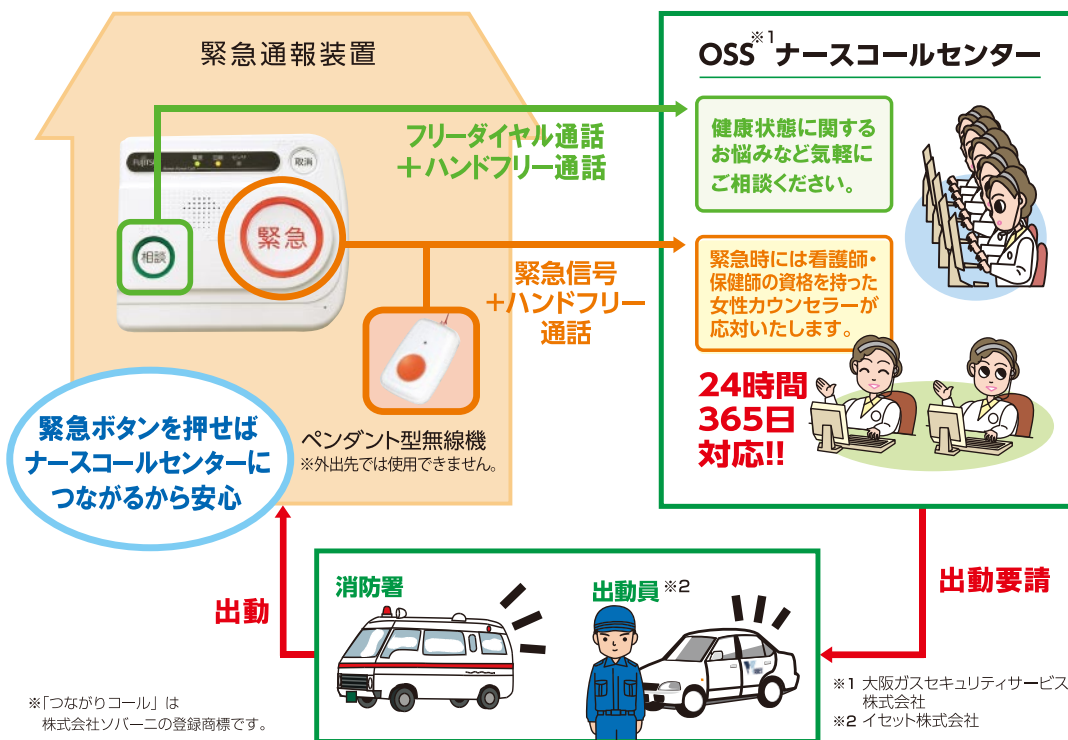 緊急通報装置
FUJITSU
電源
取消
相談
緊急
フリーダイヤル通話
＋ハンドフリー通話
緊急信号
＋ハンドフリー
通話
ペンダント型無線機
※外出先では使用できません。
緊急ボタンを押せば
ナースコールセンターに
つながるから安心
OSS※1ナースコールセンター
健康状態に関する
お悩みなど気軽に
ご相談ください。
緊急時には看護師・
保健師の資格を持った
女性カウンセラーが
応対いたします。
24時間
365日
対応!!
出動要請
消防署
出動員※2
出動
※「つながりコール」は
株式会社ソバーニの登録商標です。
※1 大阪ガスセキュリティサービス
株式会社
※2 イセット株式会社